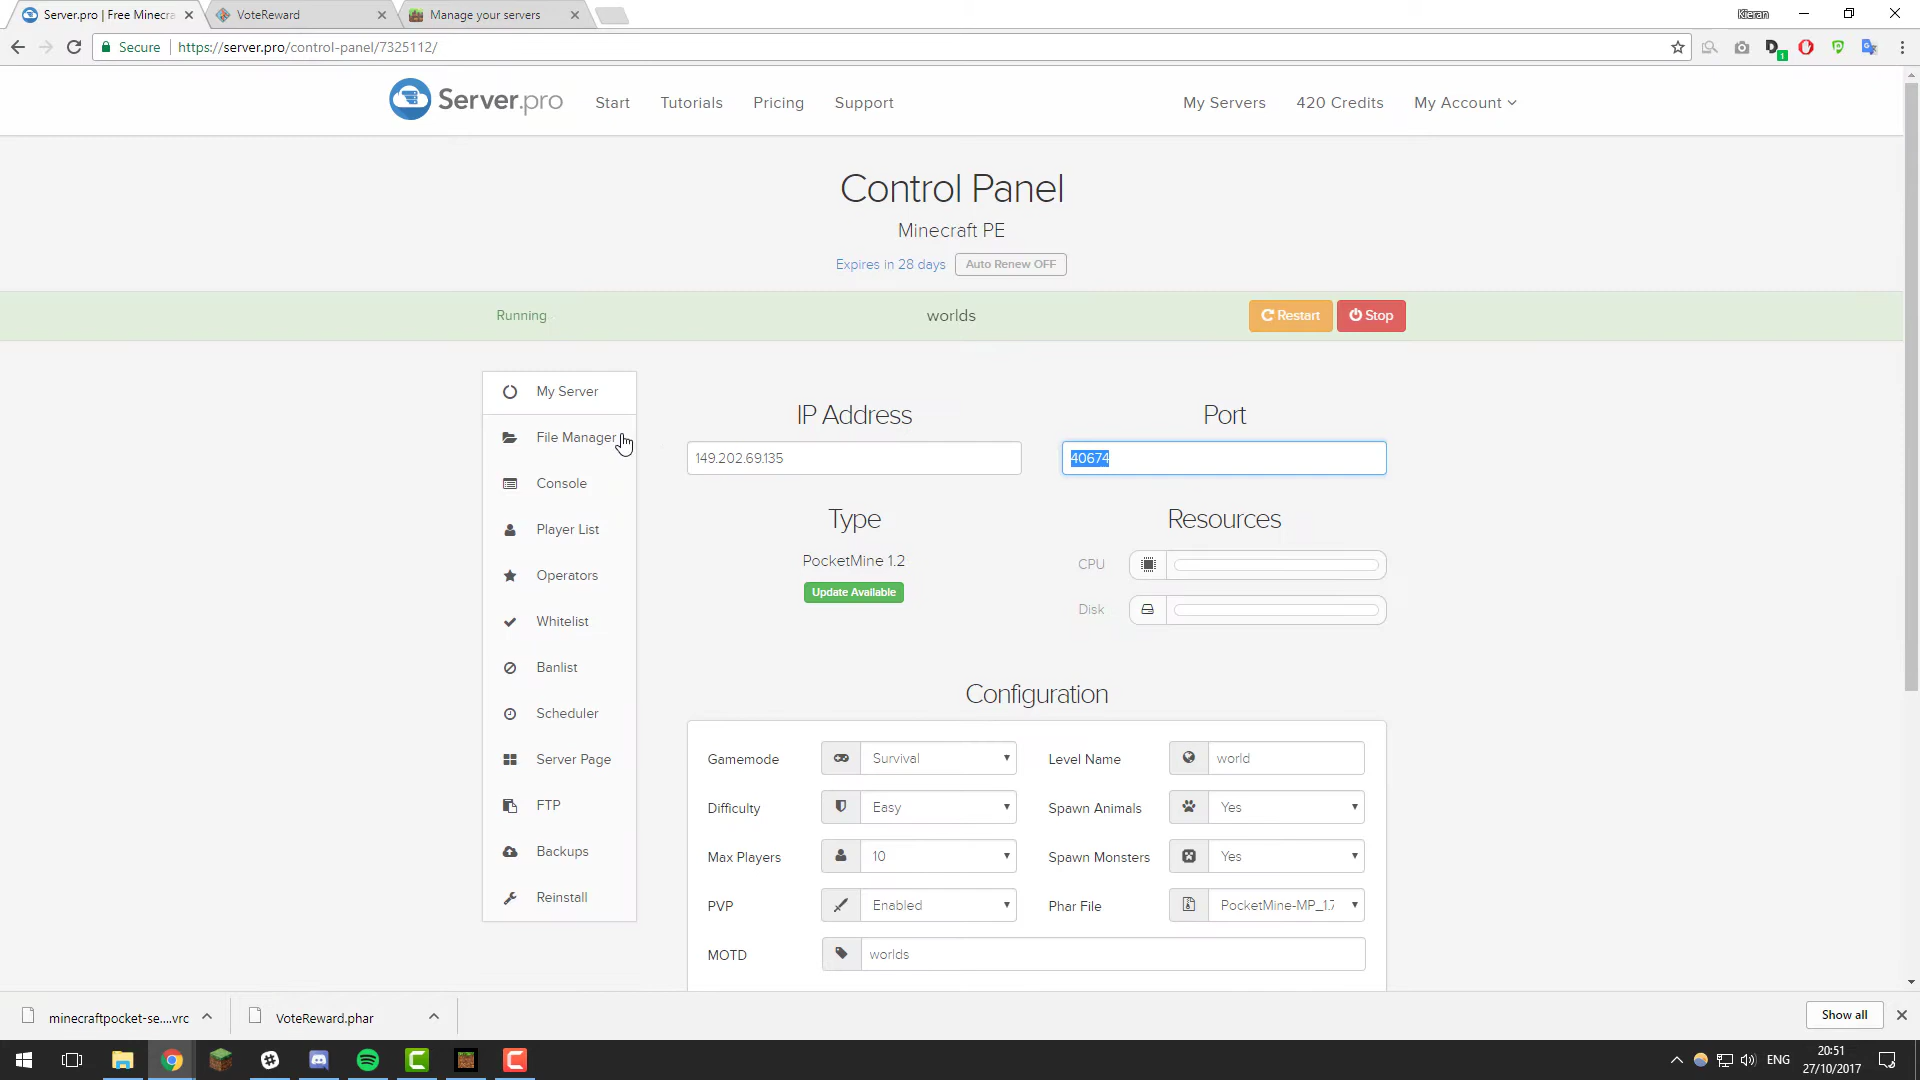 Server.pro | Free Minecra
VoteReward
Manage your servers
Kieran
Secure
https://server.pro/control-panel/7325112/
1
Server.pro
Start
Tutorials
Pricing
Support
My Servers
420 Credits
My Account
Control Panel
Minecraft PE
Expires in 28 days
Auto Renew OFF
Running
worlds
Restart
Stop
My Server
File Manager
Console
Player List
Operators
Whitelist
Banlist
Scheduler
Server Page
FTP
Backups
Reinstall
IP Address
Port
149.202.69.135
40674
Type
Resources
PocketMine 1.2
Update Available
CPU
Disk
Configuration
Gamemode
Survival
Level Name
world
Difficulty
Easy
Spawn Animals
Yes
Max Players
10
Spawn Monsters
Yes
PVP
Enabled
Phar File
PocketMine-MP_1.7
MOTD
worlds
minecraftpocket-se....vrc
VoteReward.phar
Show all
ENG
20:51
27/10/2017